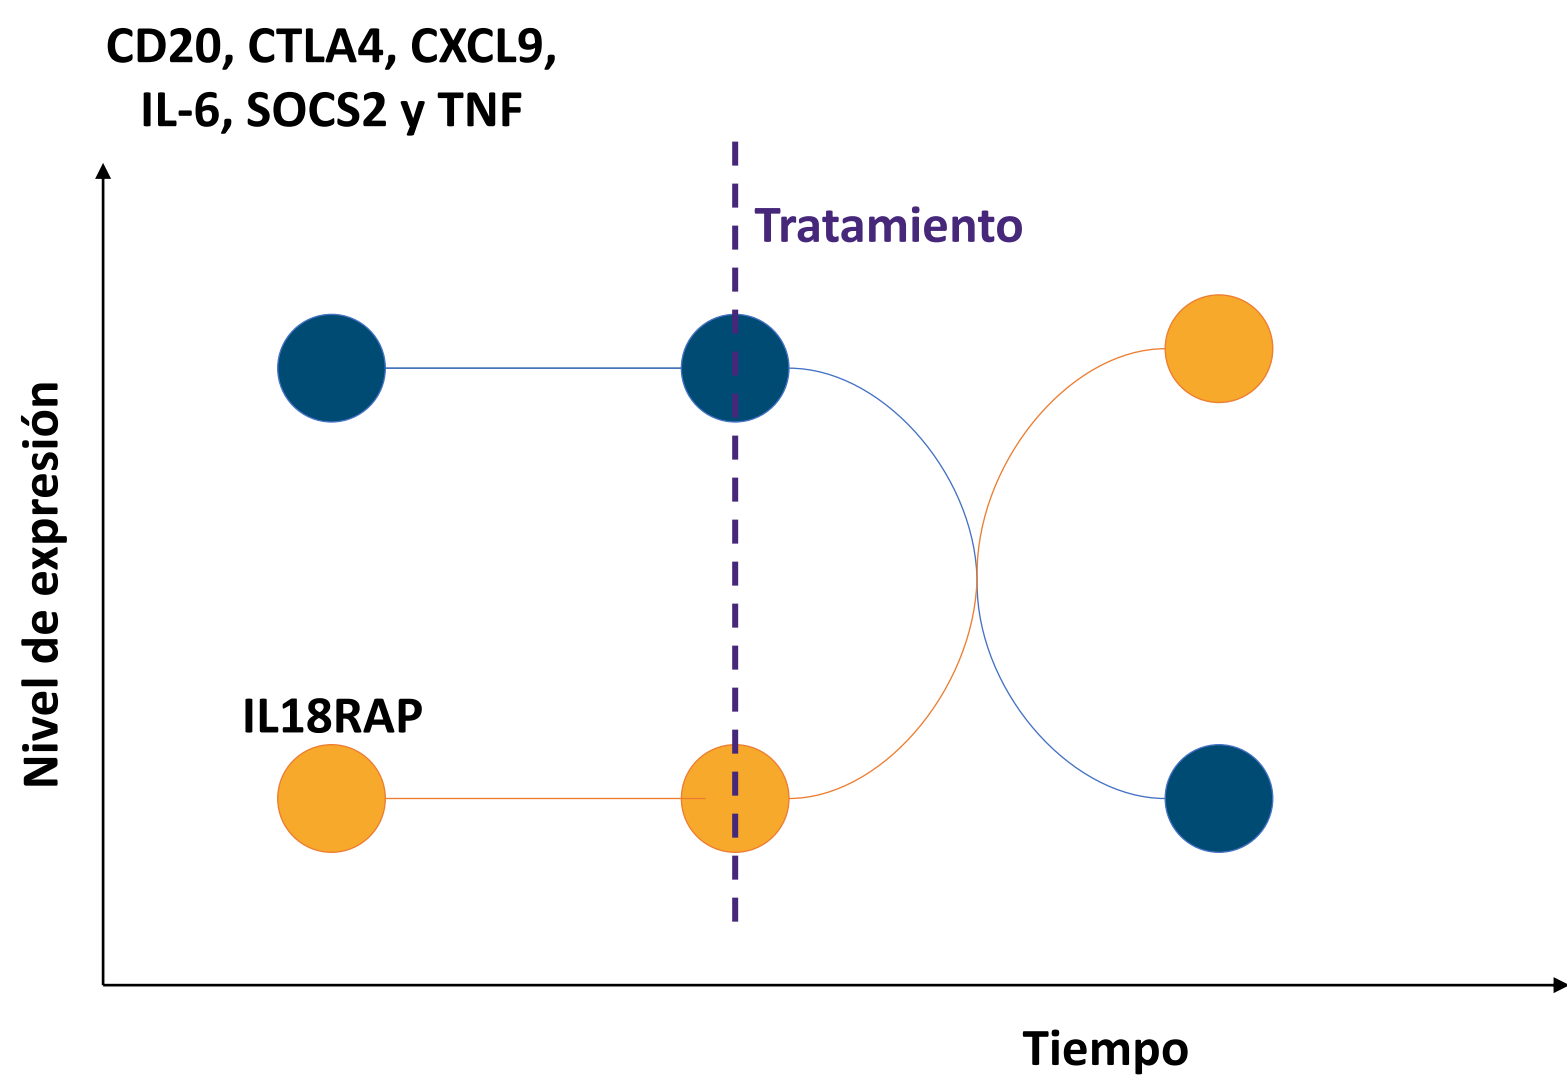 CD20, CTLA4, CXCL9,
IL-6, SOCS2 y TNF
Tratamiento
Nivel de expresión
IL18RAP
Tiempo